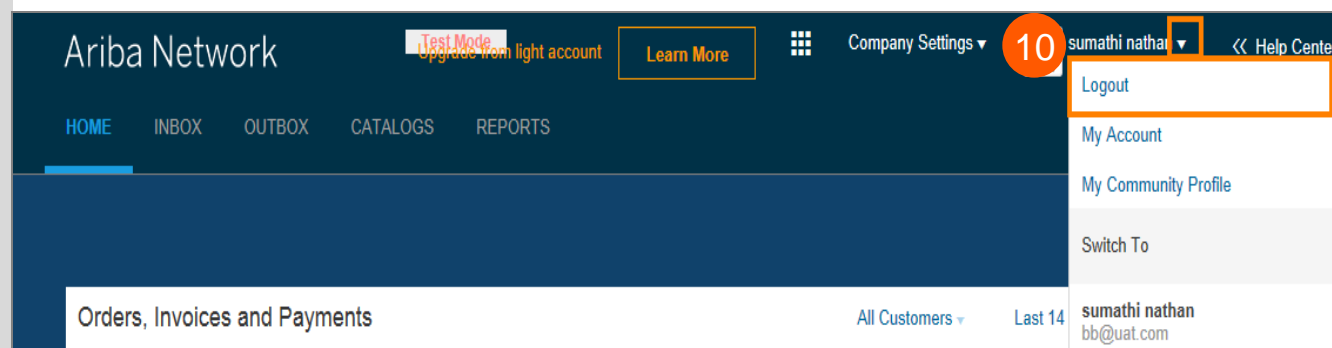 Ariba Network
Test Mode
Upgrade from light account
Learn More
Company Settings ▾
10
sumathi nathan ▾
<< Help Cente
HOME
INBOX
OUTBOX
CATALOGS
REPORTS
Logout
My Account
My Community Profile
Switch To
sumathi nathan
bb@uat.com
Orders, Invoices and Payments
All Customers ▾
Last 14